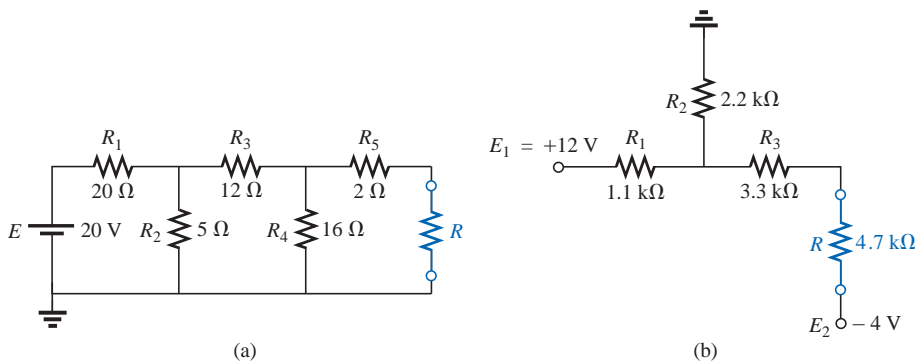 R1 R3 R5
20 Ω 12 Ω 2 Ω
E 20 V R2 5 Ω R4 16 Ω R
(a)
R2 2.2 kΩ
E1 = +12 V R1 R3
1.1 kΩ 3.3 kΩ
R 4.7 kΩ
E2 – 4 V
(b)